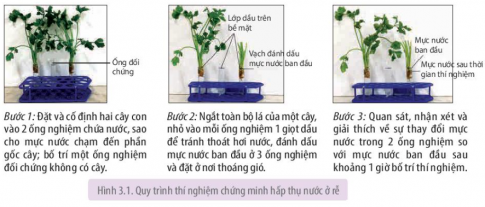 Ống đối
chứng
Lớp dầu trên
bề mặt
Vạch đánh dấu
mực nước ban đầu
Mực nước
ban đầu
Mực nước sau thời
gian thí nghiệm
Bước 1: Đặt và cố định hai cây con
vào 2 ống nghiệm chứa nước, sao
cho mực nước chạm đến phần
gốc cây; bố trí một ống nghiệm
đối chứng không có cây.
Bước 2: Ngắt toàn bộ lá của một cây,
nhỏ vào mỗi ống nghiệm 1 giọt dầu
để tránh thoát hơi nước, đánh dấu
mực nước ban đầu ở 3 ống nghiệm
và đặt ở nơi thoáng gió.
Bước 3: Quan sát, nhận xét và
giải thích về sự thay đổi mực
nước trong 2 ống nghiệm so
với mực nước ban đầu sau
khoảng 1 giờ bố trí thí nghiệm.
Hình 3.1. Quy trình thí nghiệm chứng minh hấp thụ nước ở rễ